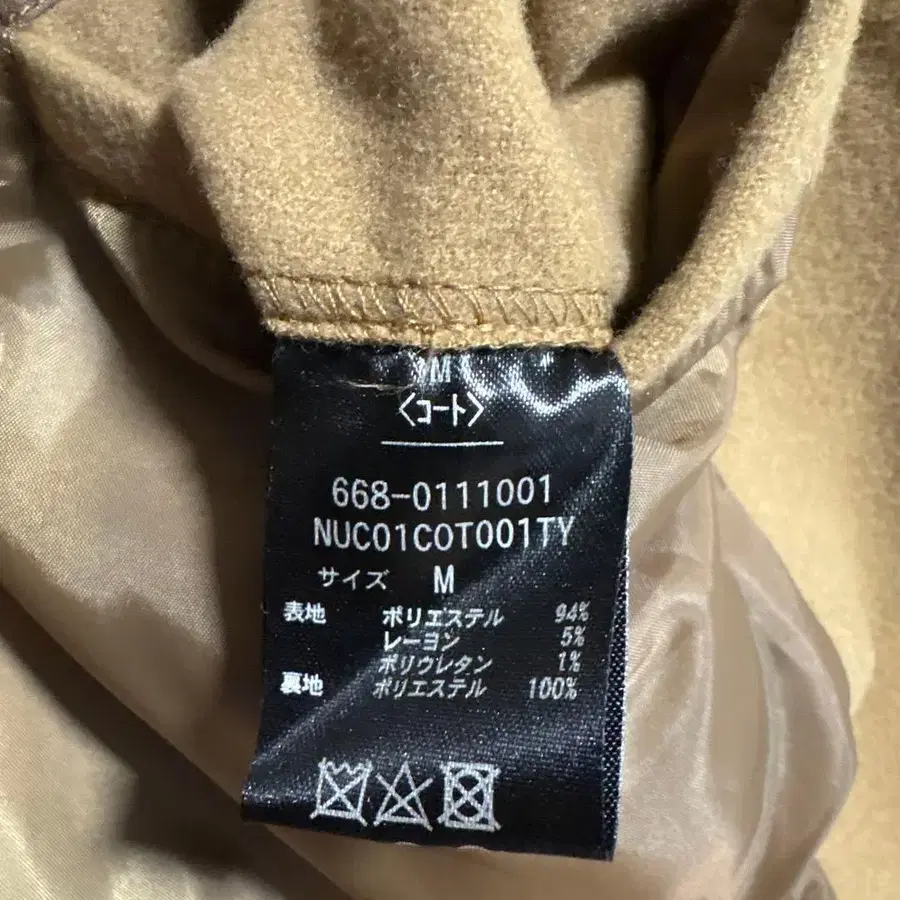 M
〈コート〉
668-0111001
NUC01COT001TY
サイズ M
表地 ポリエステル 94%
レーヨン 5%
ポリウレタン 1%
裏地 ポリエステル 100%